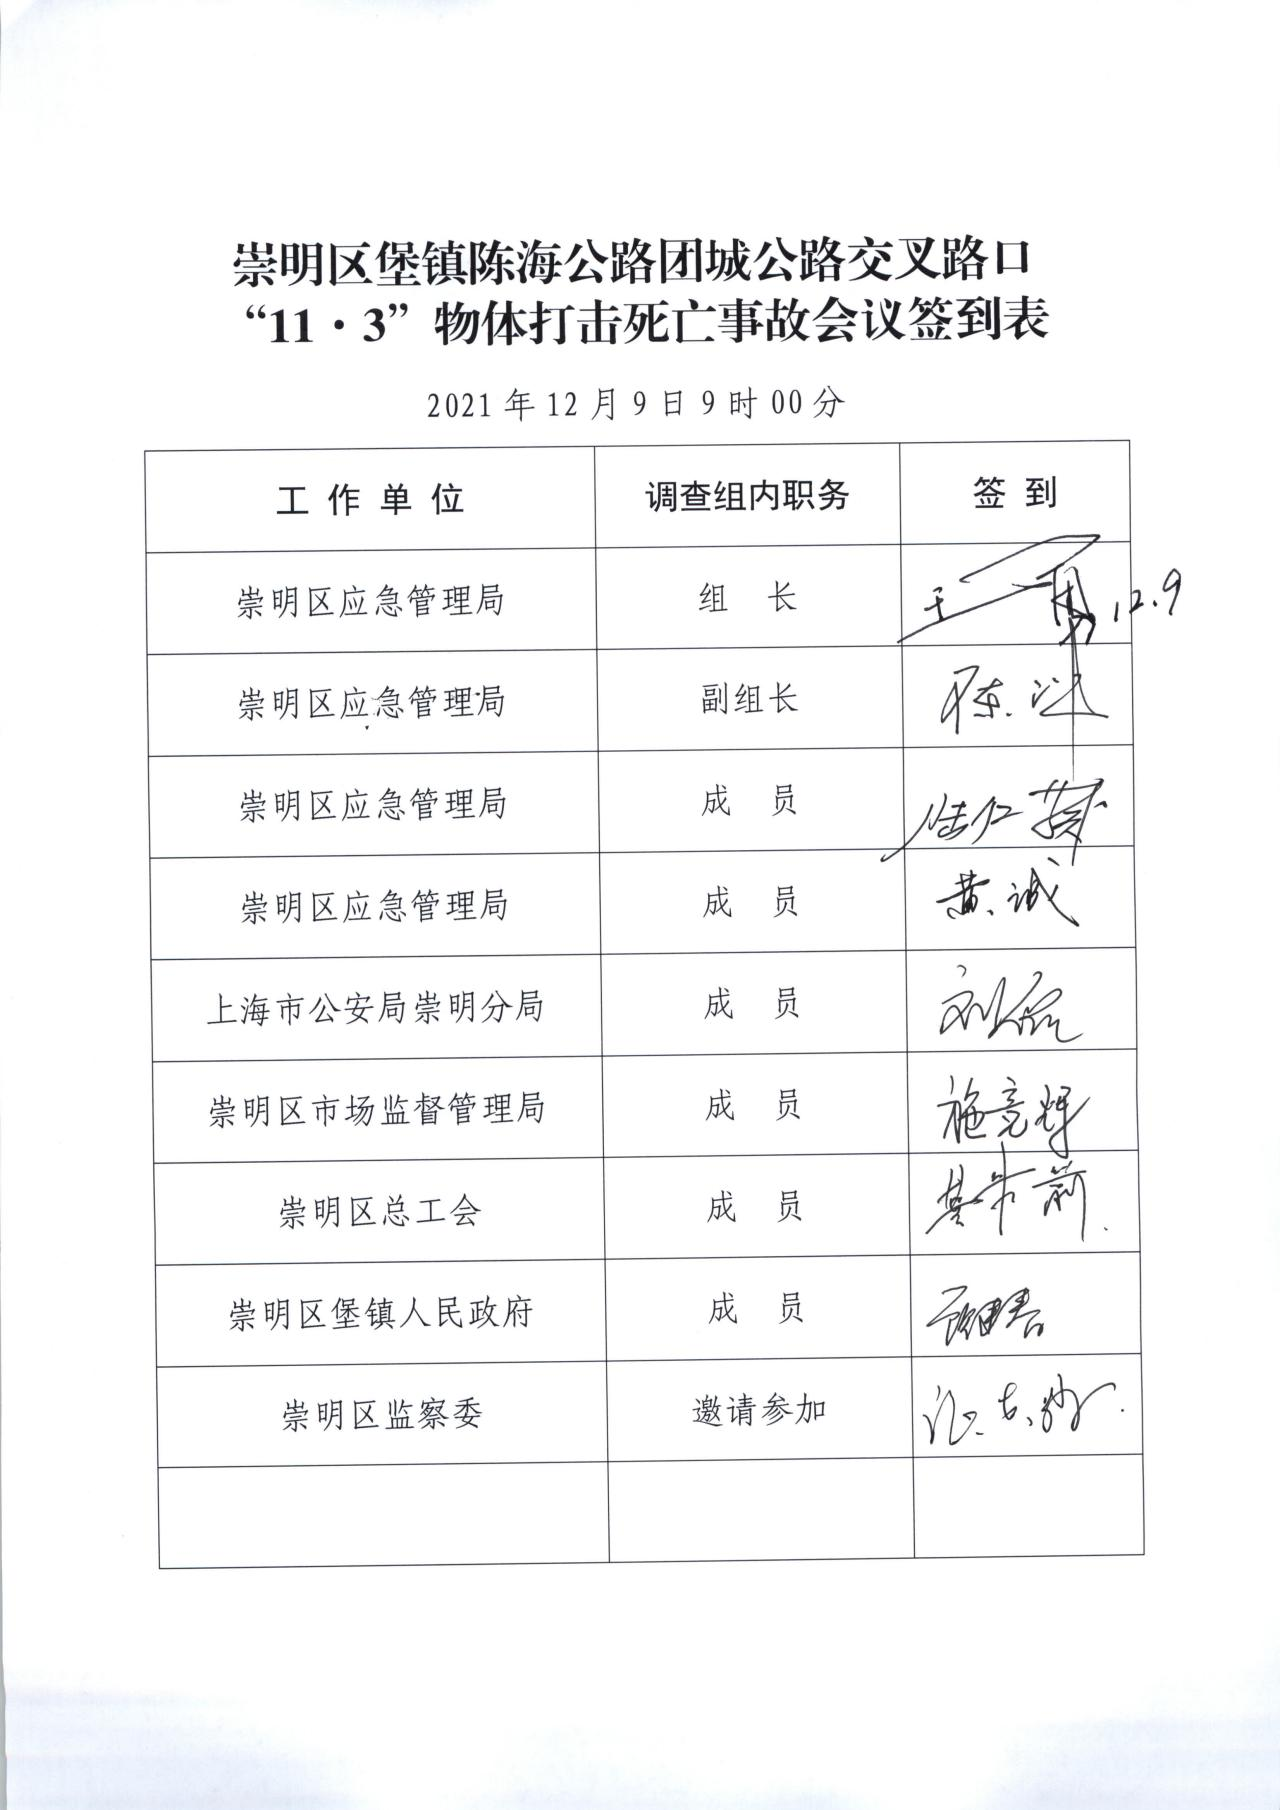 崇明区堡镇陈海公路团城公路交叉路口
“11·3”物体打击死亡事故会议签到表
2021年12月9日9时00分
工作单位 调查组内职务 签到
崇明区应急管理局 组 长 12.9
崇明区应急管理局 副组长 陈
崇明区应急管理局 成 员 陆仁
崇明区应急管理局 成 员 黄诚
上海市公安局崇明分局 成 员 刘磊
崇明区市场监督管理局 成 员 施竞辉
崇明区总工会 成 员
崇明区堡镇人民政府 成 员
崇明区监察委 邀请参加